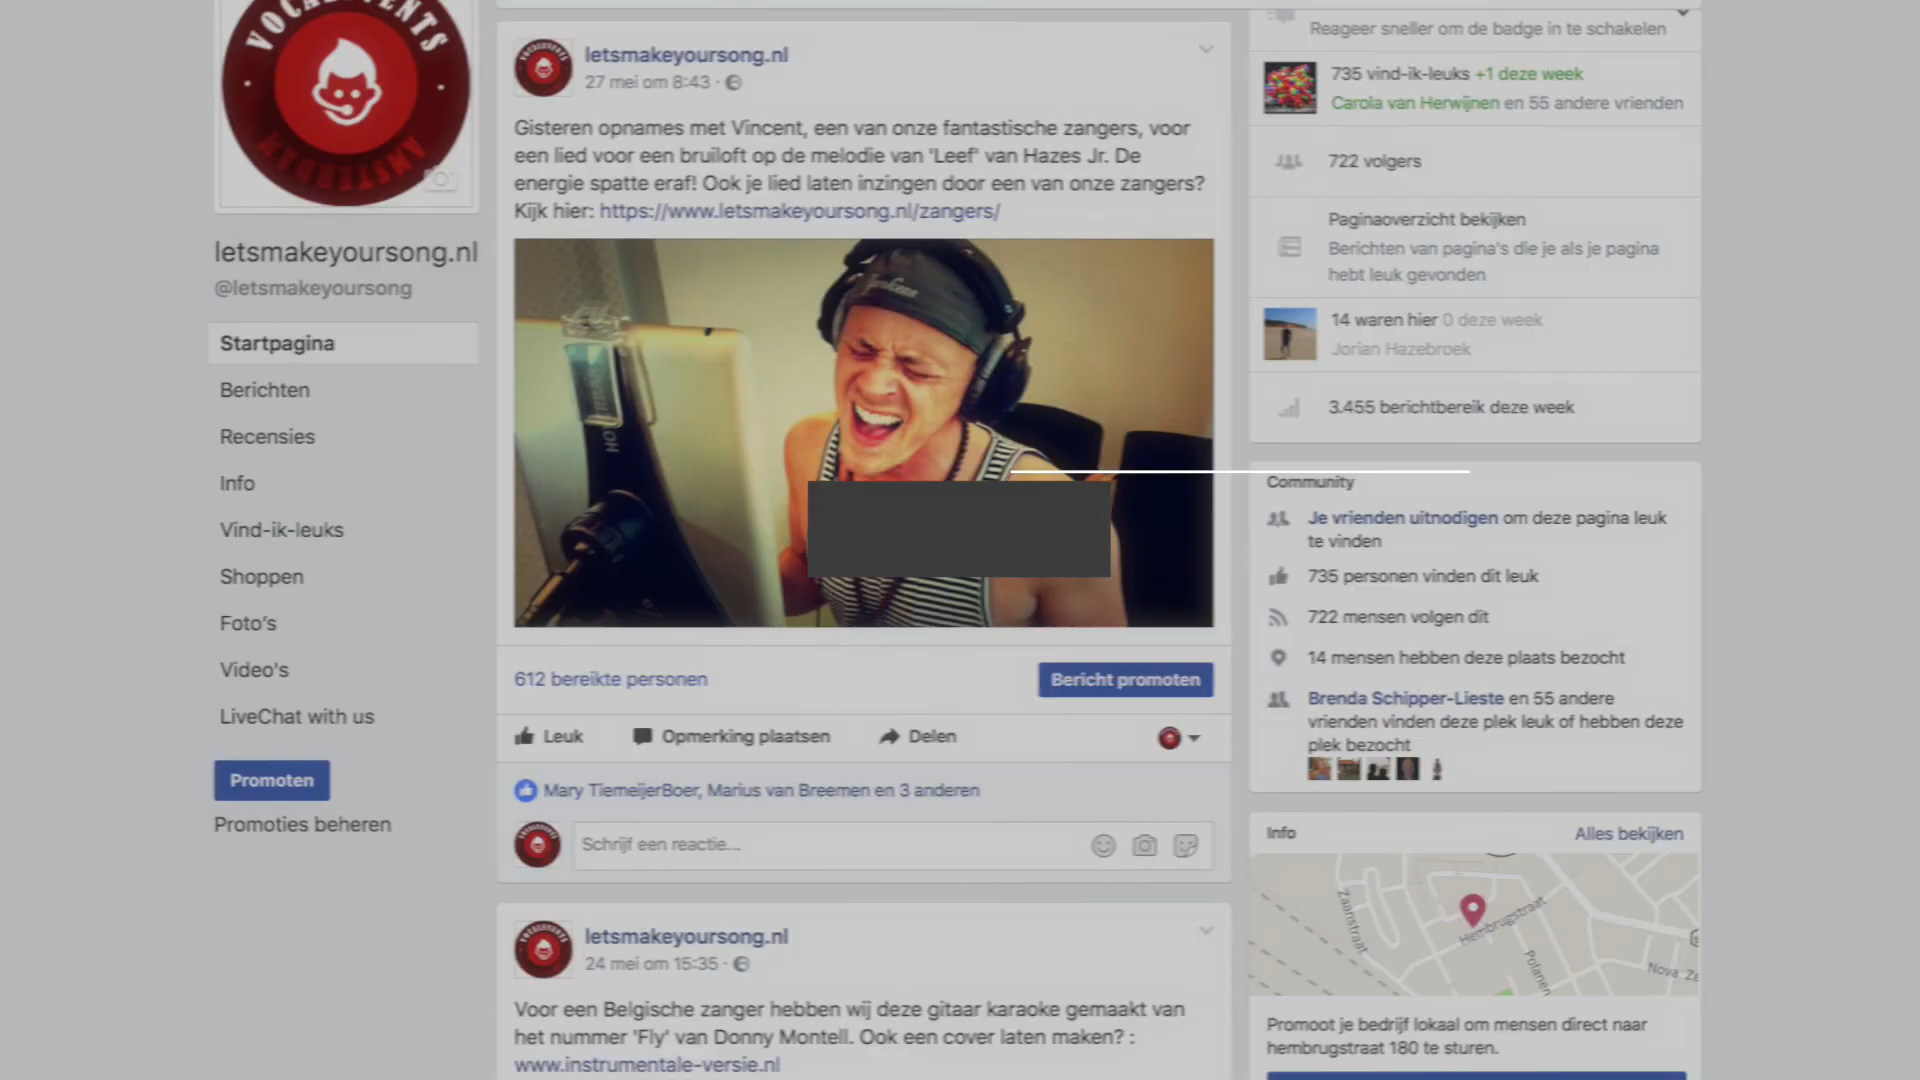 VOCALEVENTS
AMSTERDAM
letsmakeyoursong.nl
@letsmakeyoursong
Startpagina
Berichten
Recensies
Info
Vind-ik-leuks
Shoppen
Foto's
Video's
LiveChat with us
Promoten
Promoties beheren
letsmakeyoursong.nl
27 mei om 8:43 ·
Gisteren opnames met Vincent, een van onze fantastische zangers, voor
een lied voor een bruiloft op de melodie van 'Leef' van Hazes Jr. De
energie spatte eraf! Ook je lied laten inzingen door een van onze zangers?
Kijk hier: https://www.letsmakeyoursong.nl/zangers/
612 bereikte personen
Bericht promoten
Leuk
Opmerking plaatsen
Delen
Mary TiemeijerBoer, Marius van Breemen en 3 anderen
Schrijf een reactie...
letsmakeyoursong.nl
24 mei om 15:35 ·
Voor een Belgische zanger hebben wij deze gitaar karaoke gemaakt van
het nummer 'Fly' van Donny Montell. Ook een cover laten maken? :
www.instrumentale-versie.nl
Reageer sneller om de badge in te schakelen
735 vind-ik-leuks +1 deze week
Carola van Herwijnen en 55 andere vrienden
722 volgers
Paginaoverzicht bekijken
Berichten van pagina's die je als je pagina
hebt leuk gevonden
14 waren hier 0 deze week
Jorian Hazebroek
3.455 berichtbereik deze week
Community
Je vrienden uitnodigen om deze pagina leuk
te vinden
735 personen vinden dit leuk
722 mensen volgen dit
14 mensen hebben deze plaats bezocht
Brenda Schipper-Lieste en 55 andere
vrienden vinden deze plek leuk of hebben deze
plek bezocht
Info
Alles bekijken
Zaanstraat
Hembrugstraat
Polanen
Nova Ze
Promoot je bedrijf lokaal om mensen direct naar
hembrugstraat 180 te sturen.